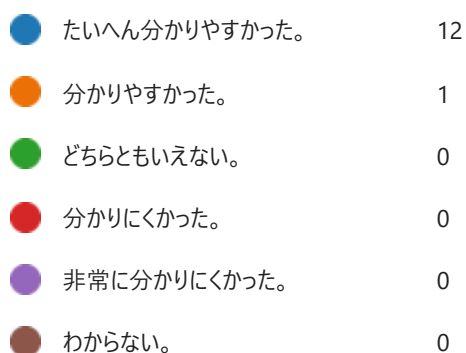 たいへん分かりやすかった。 12
分かりやすかった。 1
どちらともいえない。 0
分かりにくかった。 0
非常に分かりにくかった。 0
わからない。 0